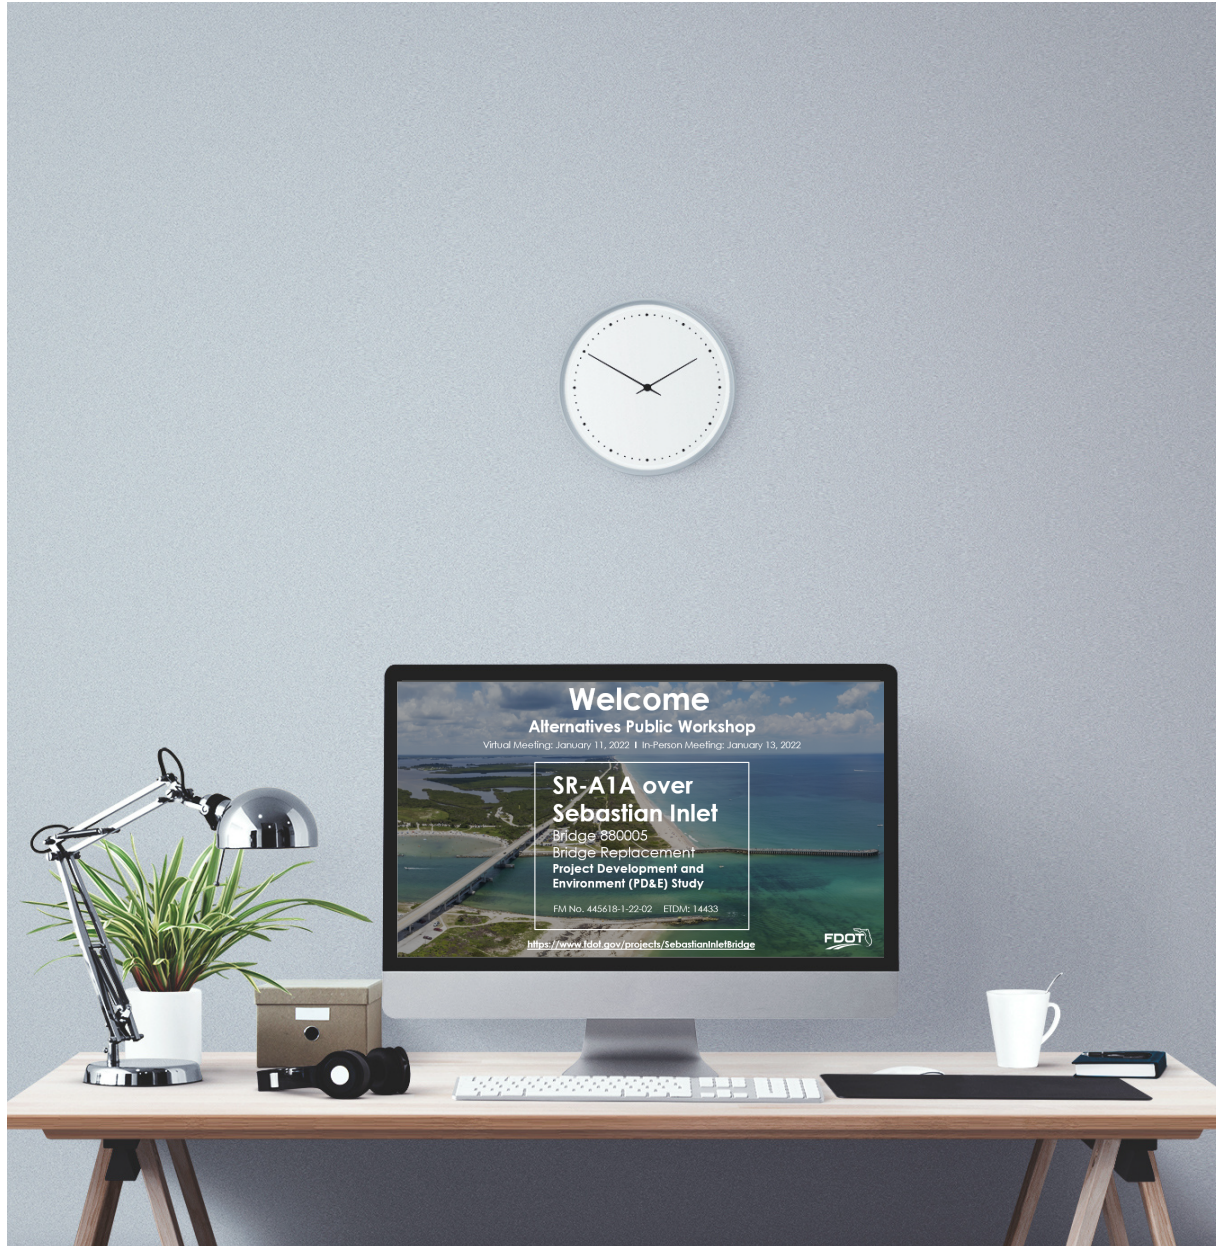 Welcome
Alternatives Public Workshop
Virtual Meeting: January 11, 2022 I In-Person Meeting: January 13, 2022
SR-A1A over
Sebastian Inlet
Bridge 880005
Bridge Replacement
Project Development and
Environment (PD&E) Study
FM No. 445618-1-22-02 ETDM: 14433
https://www.fdot.gov/projects/SebastianInletBridge
FDOT